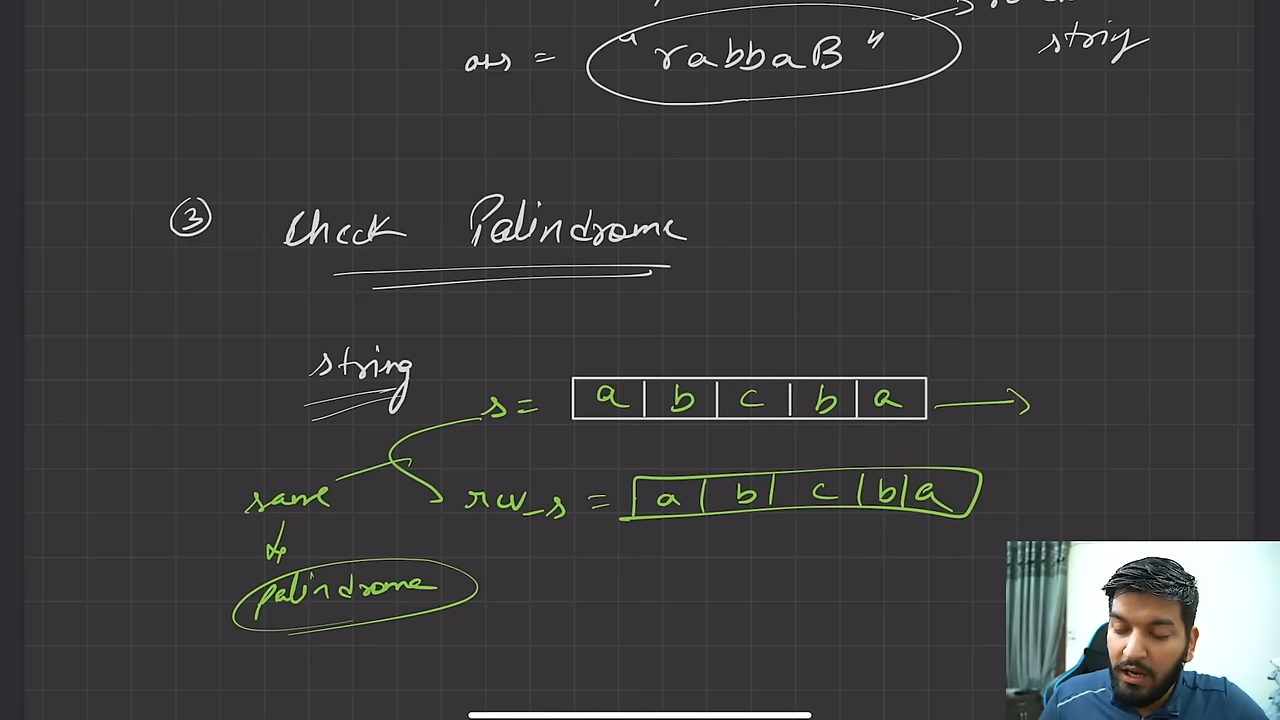 ans = "rabbaB"
string
③ Check Palindrome
string
s = a b c b a
same rev_s = a b c b a
palindrome